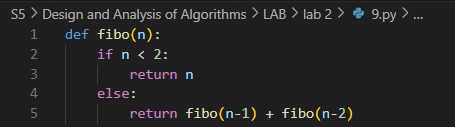 S5 > Design and Analysis of Algorithms > LAB > lab 2 > 9.py > ...
1 def fibo(n):
2     if n < 2:
3         return n
4     else:
5         return fibo(n-1) + fibo(n-2)